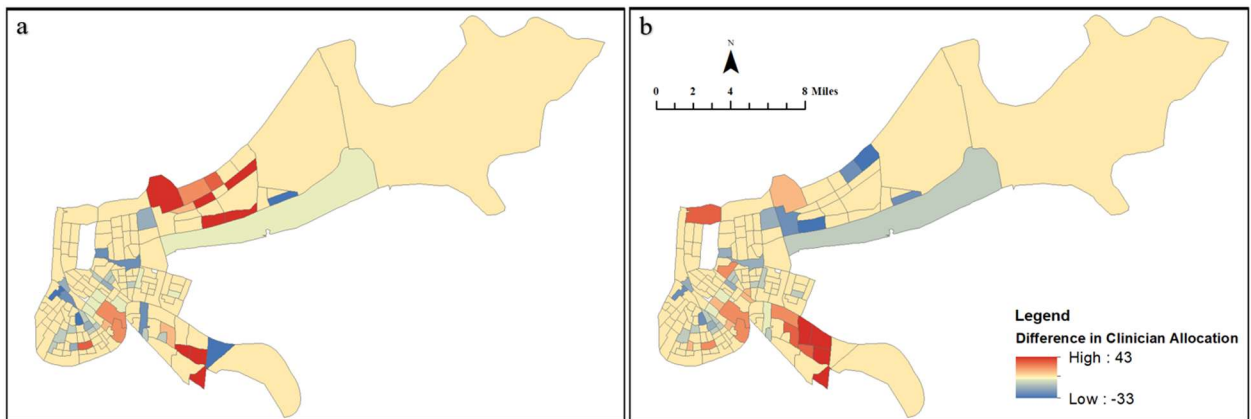 a
b
N
0 2 4 8 Miles
Legend
Difference in Clinician Allocation
High : 43
Low : -33